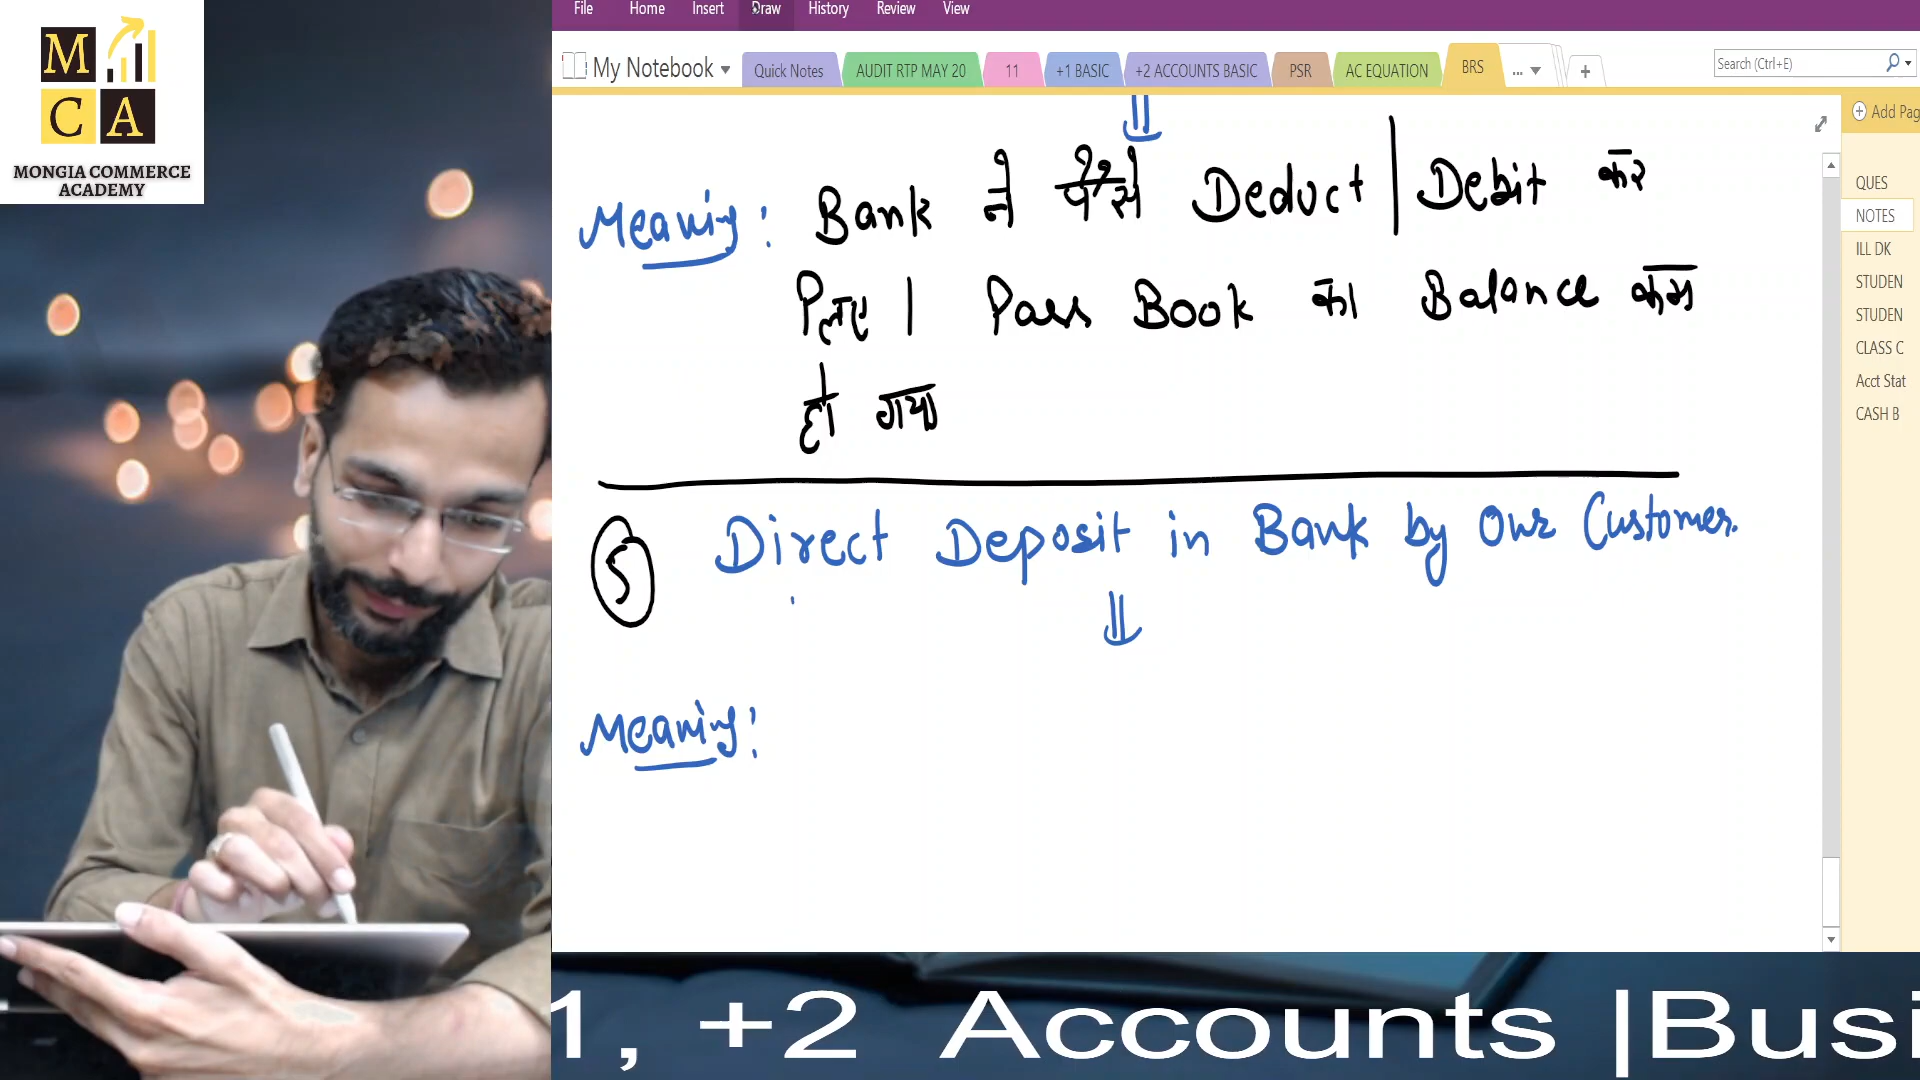 M
C A
MONGIA COMMERCE
ACADEMY
File Home Insert Draw History Review View
My Notebook Quick Notes AUDIT RTP MAY 20 11 +1 BASIC +2 ACCOUNTS BASIC PSR AC EQUATION BRS ... +
Search (Ctrl+E)
Add Pag
QUES
NOTES
ILL DK
STUDEN
STUDEN
CLASS C
Acct Stat
CASH B
Meaning: Bank ने पैसे Deduct | Debit कर
लिए | Pass Book का Balance कम
हो गया
5 Direct Deposit in Bank by Our Customer.
Meaning:
1, +2 Accounts |Busi